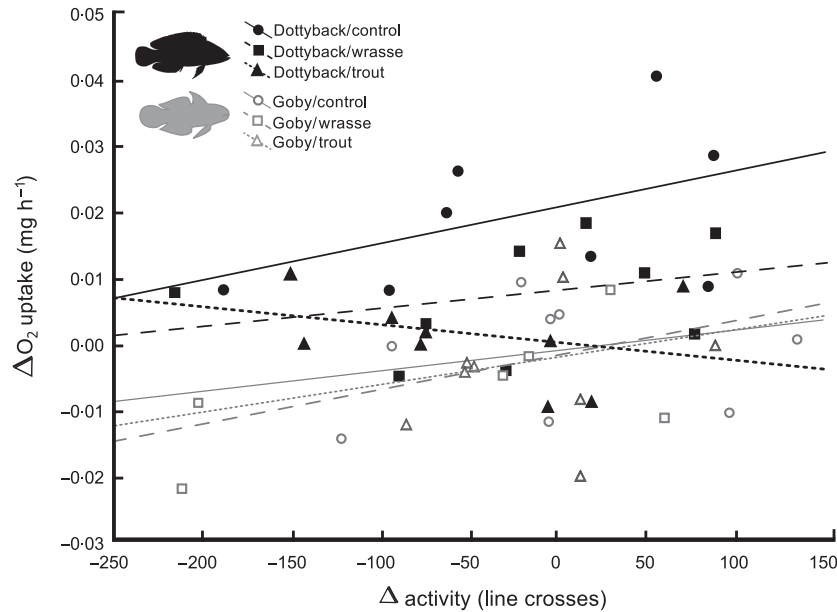 0·05
0·04
0·03
0·02
0·01
0·00
−0·01
−0·02
−0·03
ΔO₂ uptake (mg h⁻¹)
Dottyback/control
Dottyback/wrasse
Dottyback/trout
Goby/control
Goby/wrasse
Goby/trout
−250 −200 −150 −100 −50 0 50 100 150
Δ activity (line crosses)